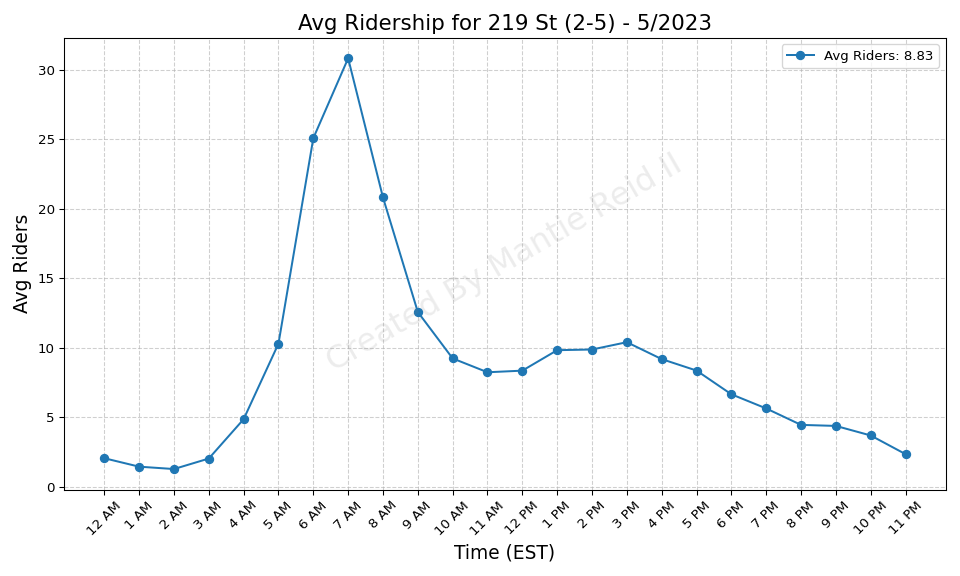 Avg Ridership for 219 St (2-5) - 5/2023
Avg Riders: 8.83
30
25
20
15
10
5
0
Avg Riders
Created By Mantle Reid II
12 AM
1 AM
2 AM
3 AM
4 AM
5 AM
6 AM
7 AM
8 AM
9 AM
10 AM
11 AM
12 PM
1 PM
2 PM
3 PM
4 PM
5 PM
6 PM
7 PM
8 PM
9 PM
10 PM
11 PM
Time (EST)